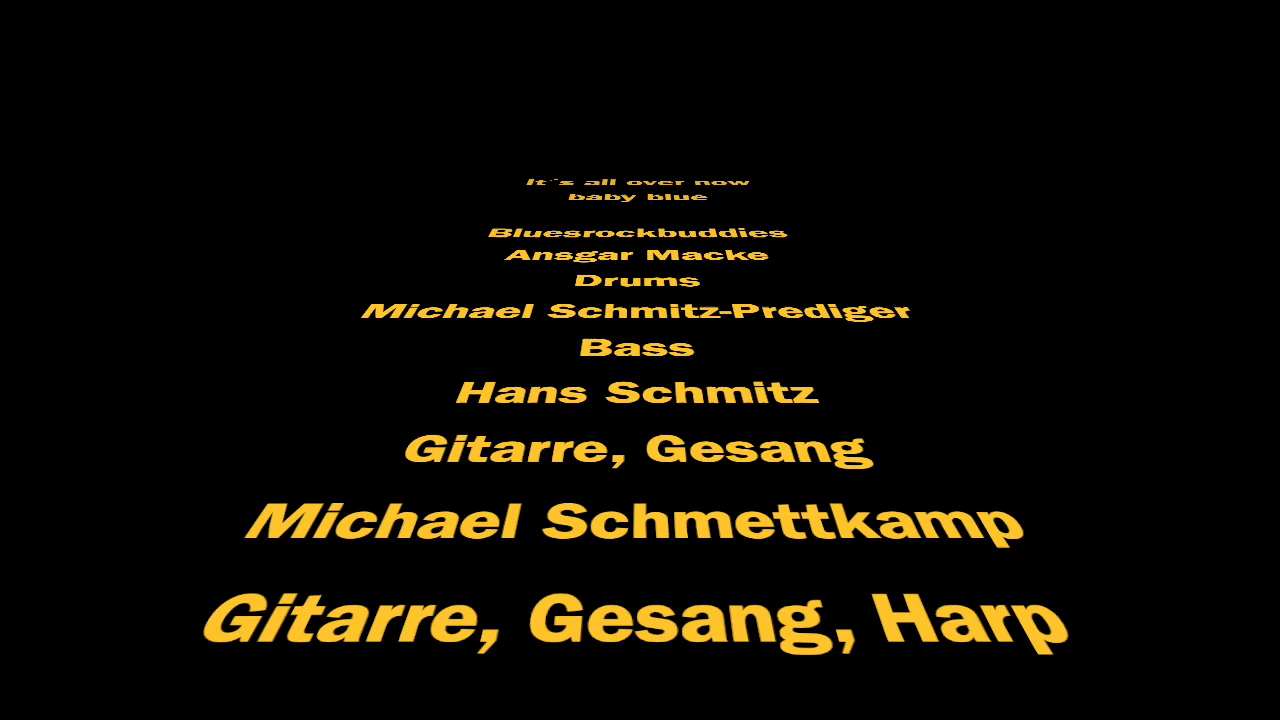 It´s all over now
baby blue
Bluesrockbuddies
Ansgar Macke
Drums
Michael Schmitz-Prediger
Bass
Hans Schmitz
Gitarre, Gesang
Michael Schmettkamp
Gitarre, Gesang, Harp